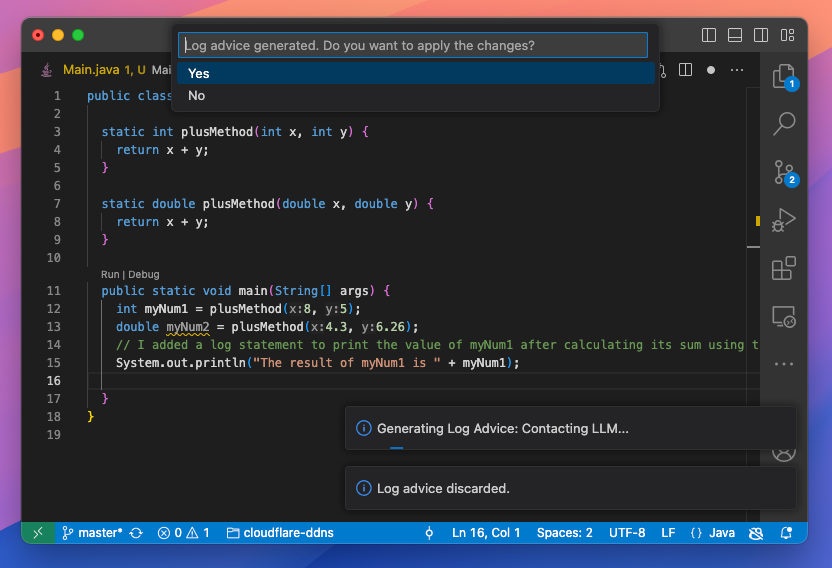 Log advice generated. Do you want to apply the changes?
Yes
No
Main.java 1, U Mai
1 public class
2
3 static int plusMethod(int x, int y) {
4 return x + y;
5 }
6
7 static double plusMethod(double x, double y) {
8 return x + y;
9 }
10
Run | Debug
11 public static void main(String[] args) {
12 int myNum1 = plusMethod(x:8, y:5);
13 double myNum2 = plusMethod(x:4.3, y:6.26);
14 // I added a log statement to print the value of myNum1 after calculating its sum using t
15 System.out.println("The result of myNum1 is " + myNum1);
16
17 }
18 }
19
1
2
Generating Log Advice: Contacting LLM...
Log advice discarded.
master* 0 1 cloudflare-ddns Ln 16, Col 1 Spaces: 2 UTF-8 LF {} Java